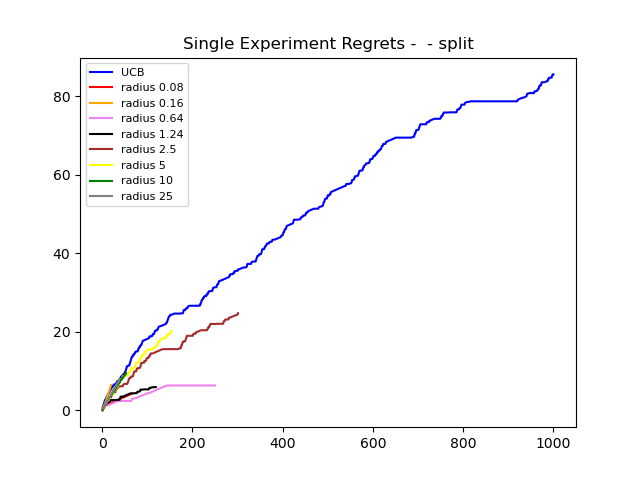 Single Experiment Regrets -  - split
UCB
radius 0.08
radius 0.16
radius 0.64
radius 1.24
radius 2.5
radius 5
radius 10
radius 25
80
60
40
20
0
0 200 400 600 800 1000